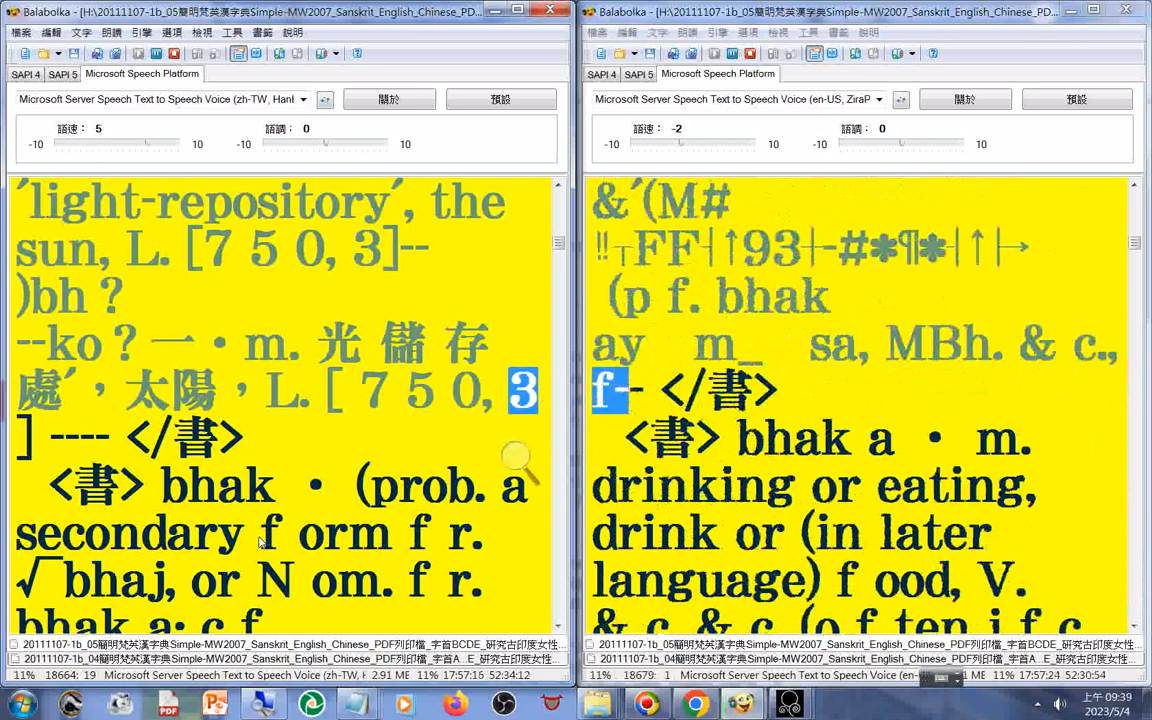 Balabolka - [H:\20111107-1b_05簡明梵英漢字典Simple-MW2007_Sanskrit_English_Chinese_PD...
檔案 編輯 文字 朗讀 引擎 選項 檢視 工具 書籤 說明
SAPI 4 SAPI 5 Microsoft Speech Platform
Microsoft Server Speech Text to Speech Voice (zh-TW, Hanl
關於
預設
語速： 5 語調： 0
-10 10 -10 10
´light-repository´, the
sun, L. [7 5 0, 3]--
)bh？
--ko？一・m. 光 儲 存
處´，太陽，L. [ 7 5 0, 3
] ---- </書>
<書> bhak ・ (prob. a
secondary f orm f r.
√bhaj, or N om. f r.
bhak a; c f
20111107-1b_05簡明梵英漢字典Simple-MW2007_Sanskrit_English_Chinese_PDF列印檔_字首BCDE_研究古印度女性...
20111107-1b_04簡明梵英漢字典Simple-MW2007_Sanskrit_English_Chinese_PDF列印檔_字首A...E_研究古印度女性...
11% 18664: 19 Microsoft Server Speech Text to Speech Voice (zh-TW, H 2.91 MB 11% 17:57:16 52:34:12
Balabolka - [H:\20111107-1b_05簡明梵英漢字典Simple-MW2007_Sanskrit_English_Chinese_PD...
檔案 編輯 文字 朗讀 引擎 選項 檢視 工具 書籤 說明
SAPI 4 SAPI 5 Microsoft Speech Platform
Microsoft Server Speech Text to Speech Voice (en-US, ZiraP
關於
預設
語速： -2 語調： 0
-10 10 -10 10
&´(M#
‼┬FF┤↑93├-#✱¶✱┤↑├→
(p f. bhak
ay m_ sa, MBh. & c.,
f-- </書>
<書> bhak a ・ m.
drinking or eating,
drink or (in later
language) f ood, V.
& c. & c. (o f ten i f c
20111107-1b_05簡明梵英漢字典Simple-MW2007_Sanskrit_English_Chinese_PDF列印檔_字首BCDE_研究古印度女性...
20111107-1b_04簡明梵英漢字典Simple-MW2007_Sanskrit_English_Chinese_PDF列印檔_字首A...E_研究古印度女性...
11% 18679: 1 Microsoft Server Speech Text to Speech Voice (en-U MB 11% 17:57:24 52:30:54
PDF
上午 09:39
2023/5/4